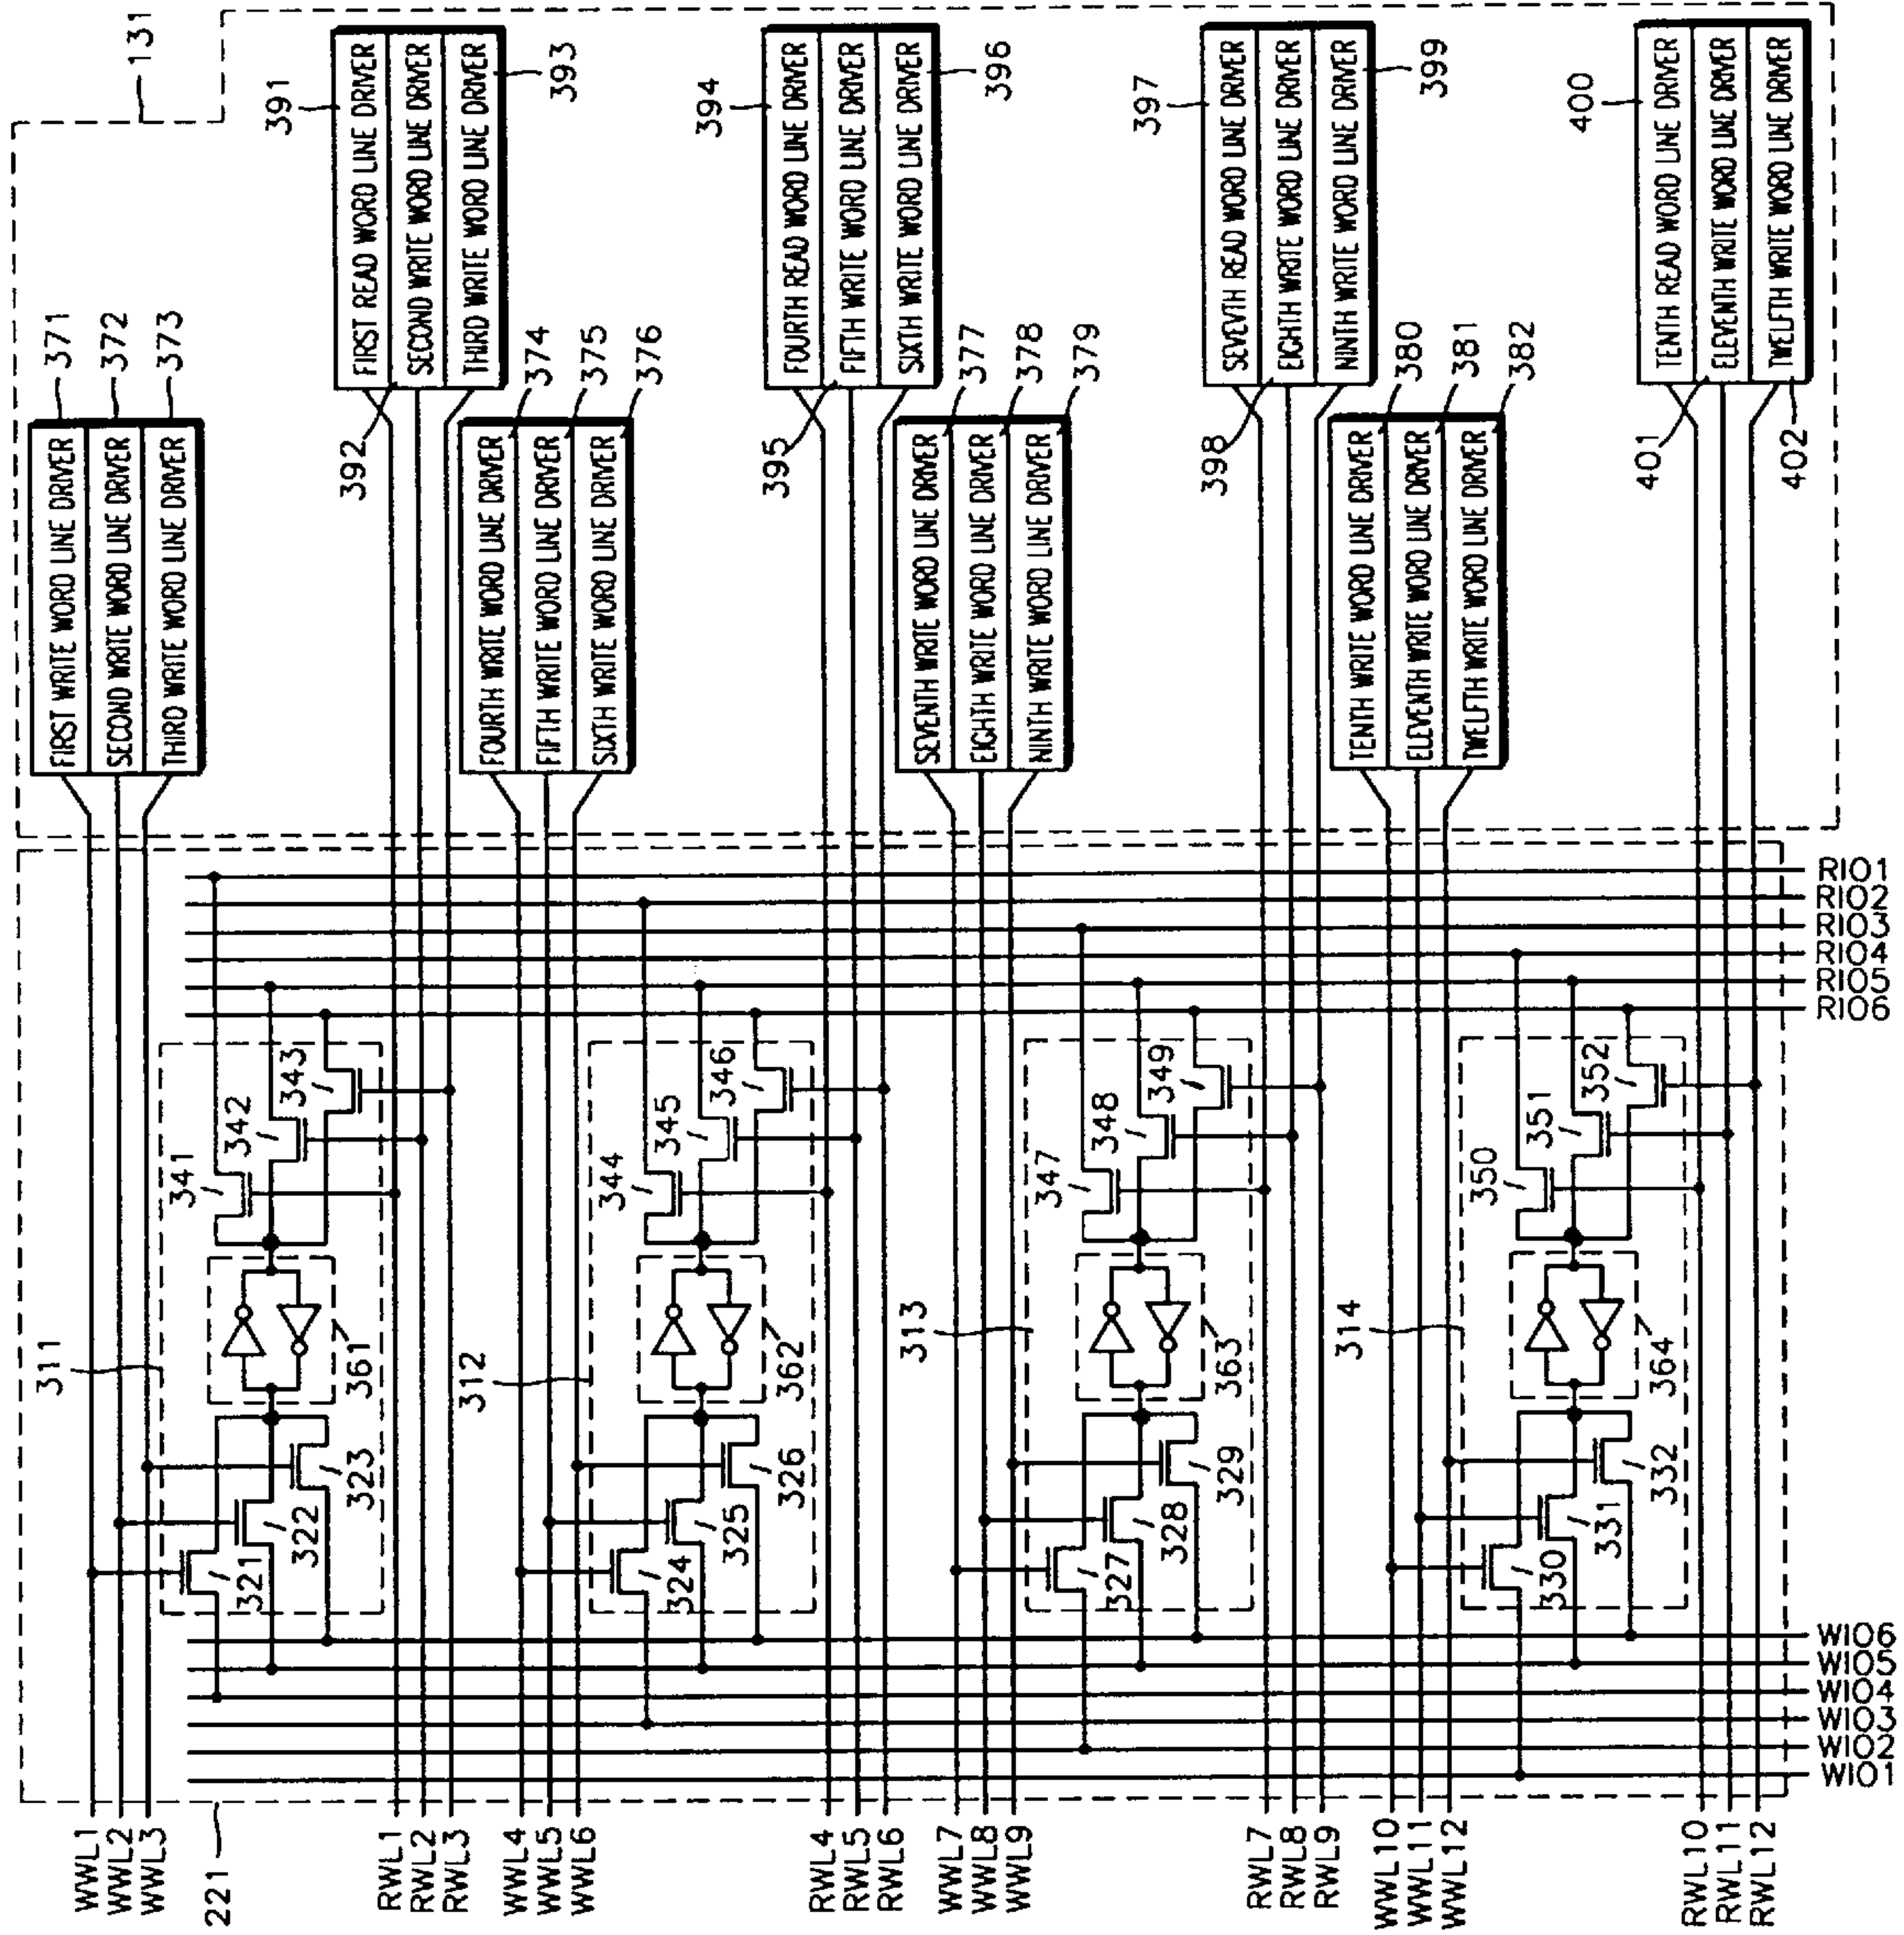 131
FIRST WRITE WORD LINE DRIVER
SECOND WRITE WORD LINE DRIVER
THIRD WRITE WORD LINE DRIVER
371
372
373
FIRST READ WORD LINE DRIVER
SECOND WRITE WORD LINE DRIVER
THIRD WRITE WORD LINE DRIVER
391
392
393
FOURTH WRITE WORD LINE DRIVER
FIFTH WRITE WORD LINE DRIVER
SIXTH WRITE WORD LINE DRIVER
374
375
376
FOURTH READ WORD LINE DRIVER
FIFTH WRITE WORD LINE DRIVER
SIXTH WRITE WORD LINE DRIVER
394
395
396
SEVENTH WRITE WORD LINE DRIVER
EIGHTH WRITE WORD LINE DRIVER
NINTH WRITE WORD LINE DRIVER
377
378
379
SEVEVTH READ WORD LINE DRIVER
EIGHTH WRITE WORD LINE DRIVER
NINTH WRITE WORD LINE DRIVER
397
398
399
TENTH WRITE WORD LINE DRIVER
ELEVENTH WRITE WORD LINE DRIVER
TWELFTH WRITE WORD LINE DRIVER
380
381
382
TENTH READ WORD LINE DRIVER
ELEVENTH WRITE WORD LINE DRIVER
TWELFTH WRITE WORD LINE DRIVER
400
401
402
RIO1
RIO2
RIO3
RIO4
RIO5
RIO6
311
341
342
343
361
321
322
323
312
344
345
346
362
324
325
326
313
347
348
349
363
327
328
329
314
350
351
352
364
330
331
332
WIO6
WIO5
WIO4
WIO3
WIO2
WIO1
WWL1
WWL2
WWL3
221
RWL1
RWL2
RWL3
WWL4
WWL5
WWL6
RWL4
RWL5
RWL6
WWL7
WWL8
WWL9
RWL7
RWL8
RWL9
WWL10
WWL11
WWL12
RWL10
RWL11
RWL12